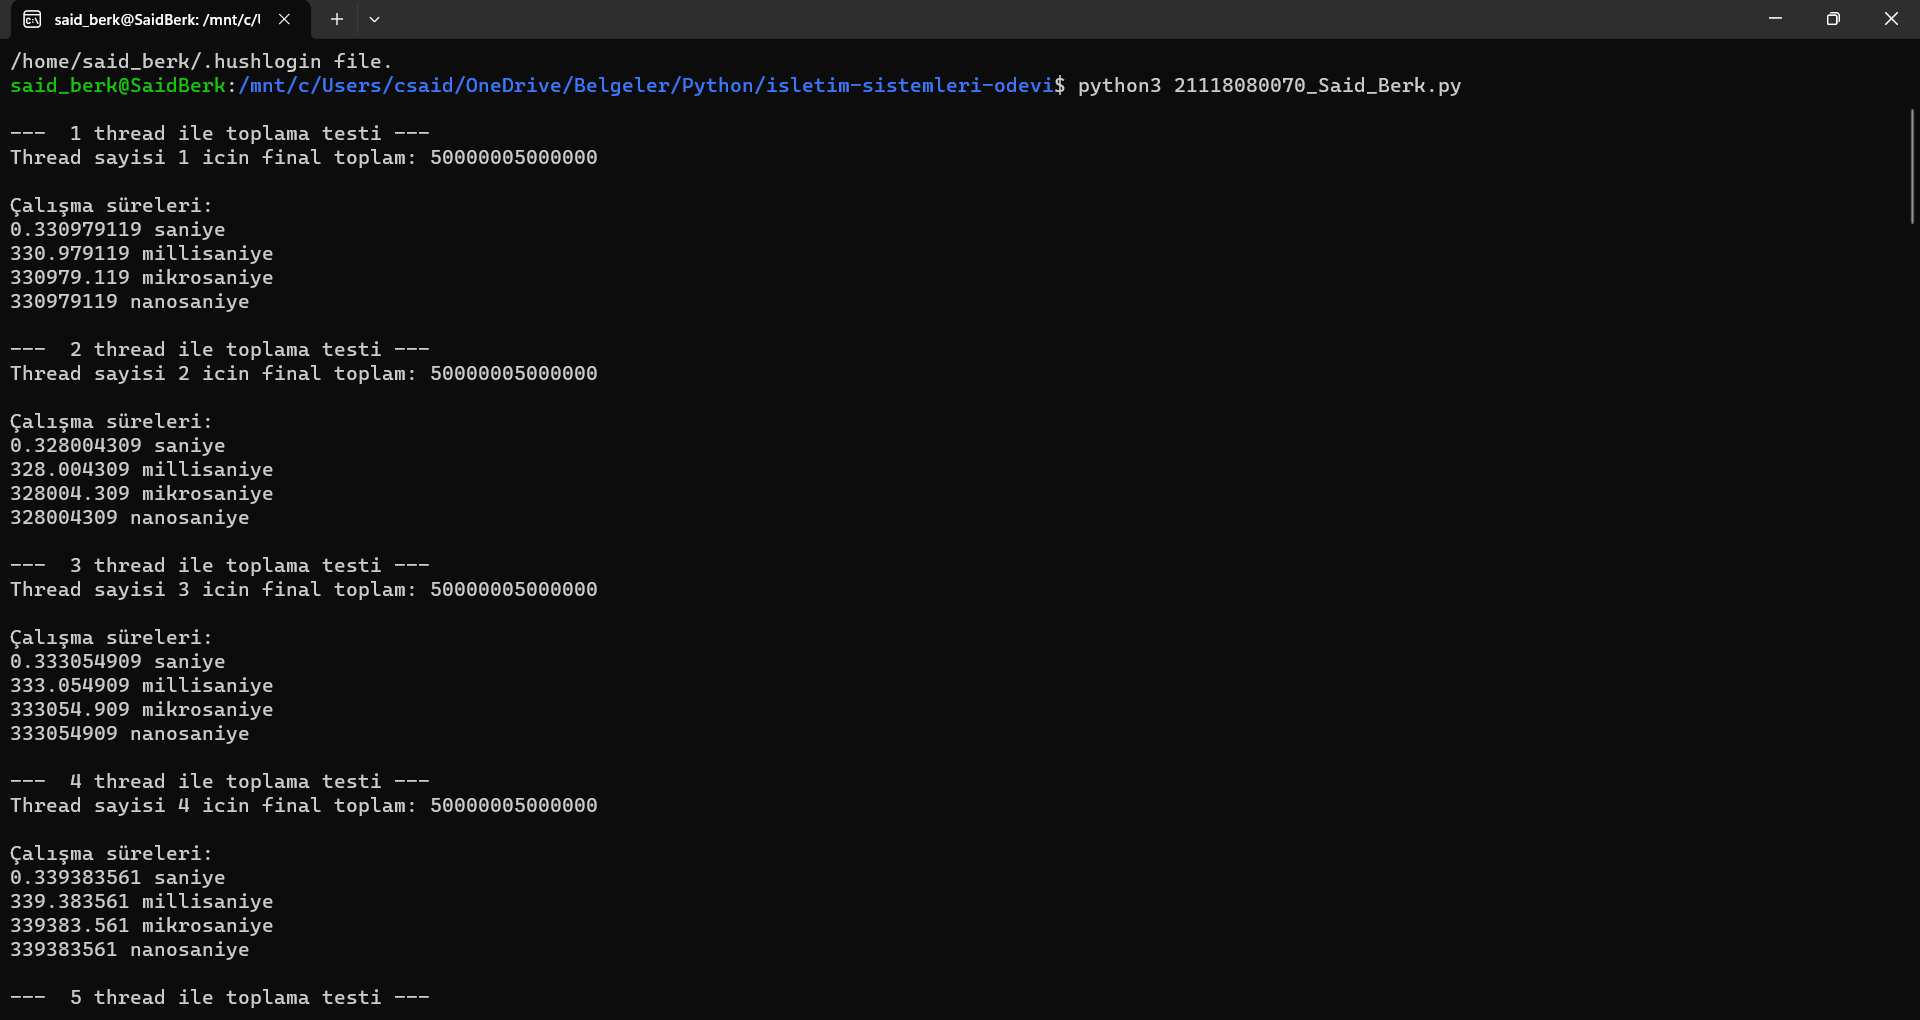 said_berk@SaidBerk: /mnt/c/U
/home/said_berk/.hushlogin file.
said_berk@SaidBerk:/mnt/c/Users/csaid/OneDrive/Belgeler/Python/isletim-sistemleri-odevi$ python3 21118080070_Said_Berk.py
---  1 thread ile toplama testi ---
Thread sayisi 1 icin final toplam: 50000005000000
Çalışma süreleri:
0.330979119 saniye
330.979119 millisaniye
330979.119 mikrosaniye
330979119 nanosaniye
---  2 thread ile toplama testi ---
Thread sayisi 2 icin final toplam: 50000005000000
Çalışma süreleri:
0.328004309 saniye
328.004309 millisaniye
328004.309 mikrosaniye
328004309 nanosaniye
---  3 thread ile toplama testi ---
Thread sayisi 3 icin final toplam: 50000005000000
Çalışma süreleri:
0.333054909 saniye
333.054909 millisaniye
333054.909 mikrosaniye
333054909 nanosaniye
---  4 thread ile toplama testi ---
Thread sayisi 4 icin final toplam: 50000005000000
Çalışma süreleri:
0.339383561 saniye
339.383561 millisaniye
339383.561 mikrosaniye
339383561 nanosaniye
---  5 thread ile toplama testi ---